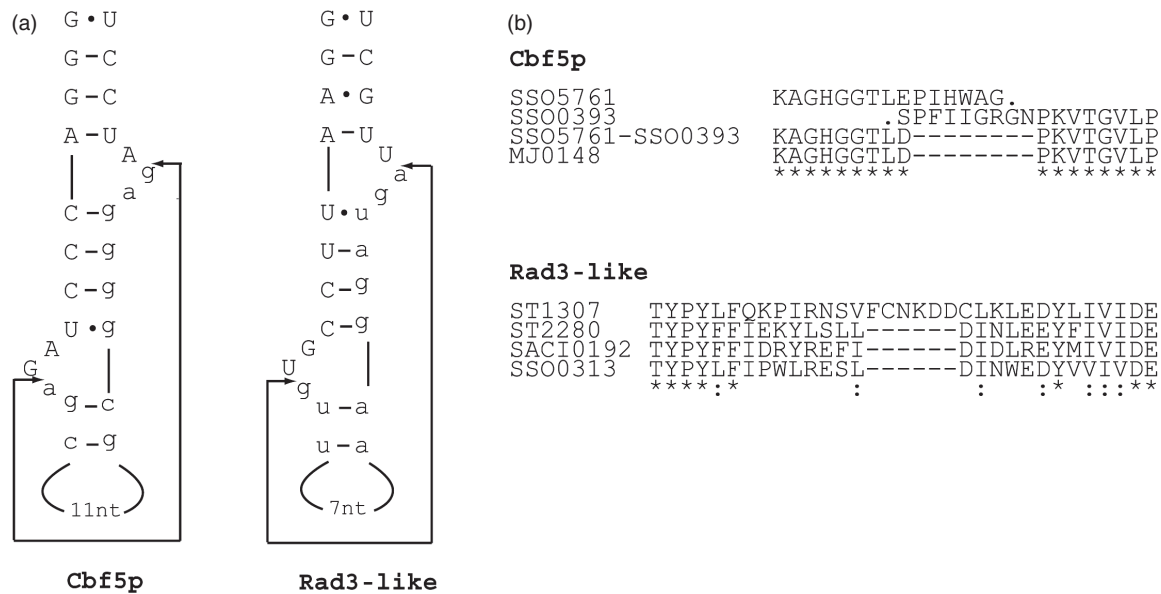 (a)
G • U
G – C
G – C
A – U
A
g
a
C – g
C – g
C – g
U • g
A
G
a
g – c
c – g
11nt
Cbf5p
G • U
G – C
A • G
A – U
U
a
g
U • u
U – a
C – g
C – g
G
U
g
u – a
u – a
7nt
Rad3-like
(b)
Cbf5p
SSO5761 KAGHGGTLEPIHWAG.
SSO0393 .SPFIIGRGNPKVTGVLP
SSO5761-SSO0393 KAGHGGTLD--------PKVTGVLP
MJ0148 KAGHGGTLD--------PKVTGVLP
********* ********
Rad3-like
ST1307 TYPYLFQKPIRNSVFCNKDDCLKLEDYLIVIDE
ST2280 TYPYFFIEKYLSLL------DINLEEYFIVIDE
SACI0192 TYPYFFIDRYREFI------DIDLREYMIVIDE
SSO0313 TYPYLFIPWLRESL------DINWEDYVVIVDE
****:* : : :* :::**